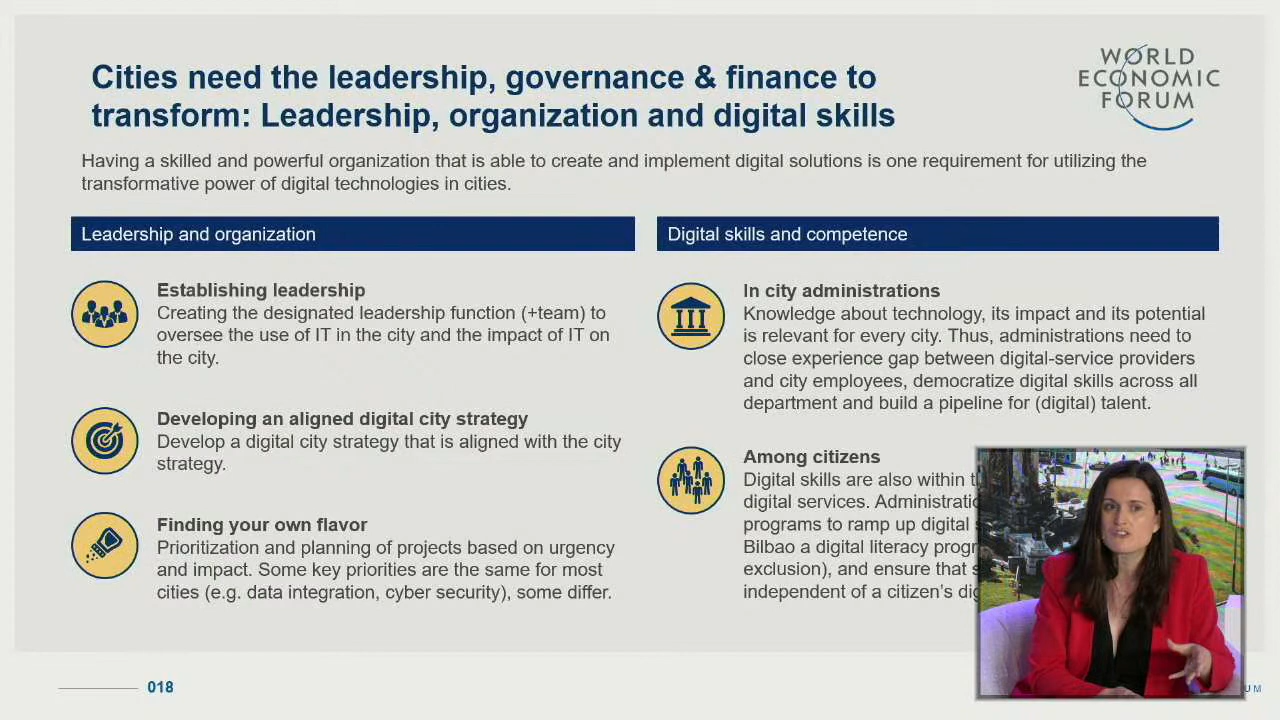 Cities need the leadership, governance & finance to
transform: Leadership, organization and digital skills
WORLD
ECONOMIC
FORUM
Having a skilled and powerful organization that is able to create and implement digital solutions is one requirement for utilizing the
transformative power of digital technologies in cities.
Leadership and organization
Establishing leadership
Creating the designated leadership function (+team) to
oversee the use of IT in the city and the impact of IT on
the city.
Developing an aligned digital city strategy
Develop a digital city strategy that is aligned with the city
strategy.
Finding your own flavor
Prioritization and planning of projects based on urgency
and impact. Some key priorities are the same for most
cities (e.g. data integration, cyber security), some differ.
Digital skills and competence
In city administrations
Knowledge about technology, its impact and its potential
is relevant for every city. Thus, administrations need to
close experience gap between digital-service providers
and city employees, democratize digital skills across all
department and build a pipeline for (digital) talent.
Among citizens
Digital skills are also within
digital services.
programs to ramp up digital
Bilbao a digital literacy
exclusion), and ensure that
independent of a citizen's
018